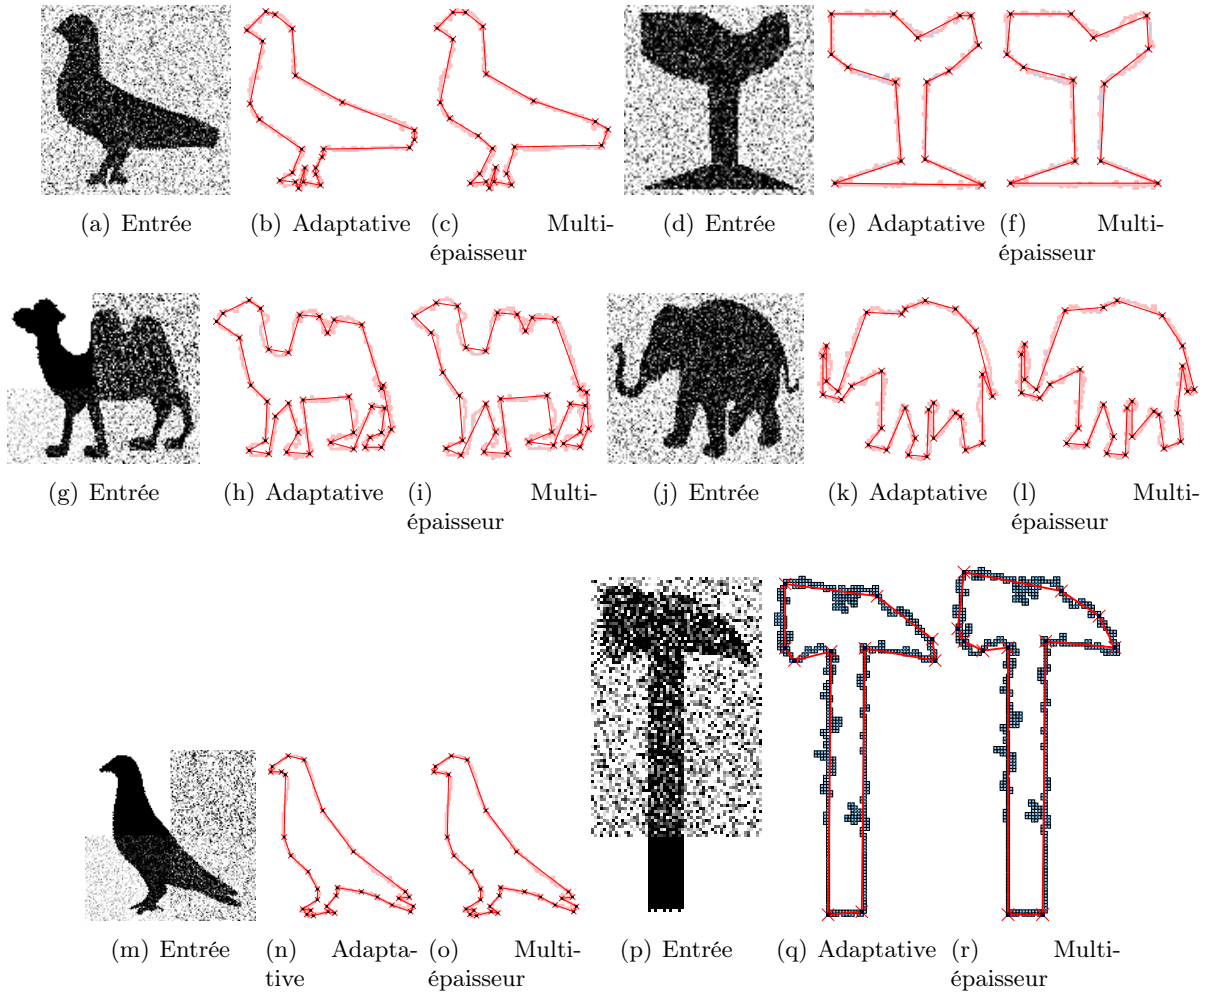 (a) Entrée (b) Adaptative (c) Multi- (d) Entrée (e) Adaptative (f) Multi-
épaisseur épaisseur
(g) Entrée (h) Adaptative (i) Multi- (j) Entrée (k) Adaptative (l) Multi-
épaisseur épaisseur
(m) Entrée (n) Adapta- (o) Multi- (p) Entrée (q) Adaptative (r) Multi-
tive épaisseur épaisseur